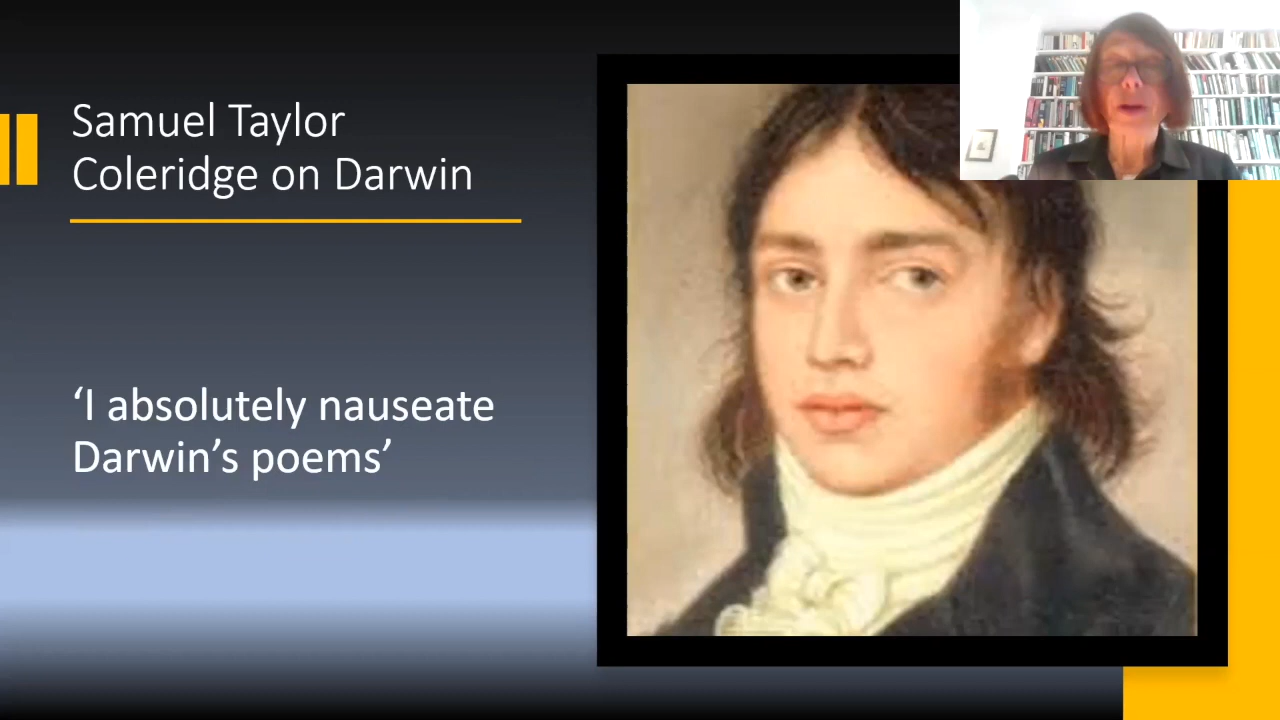 Samuel Taylor
Coleridge on Darwin
‘I absolutely nauseate
Darwin’s poems’